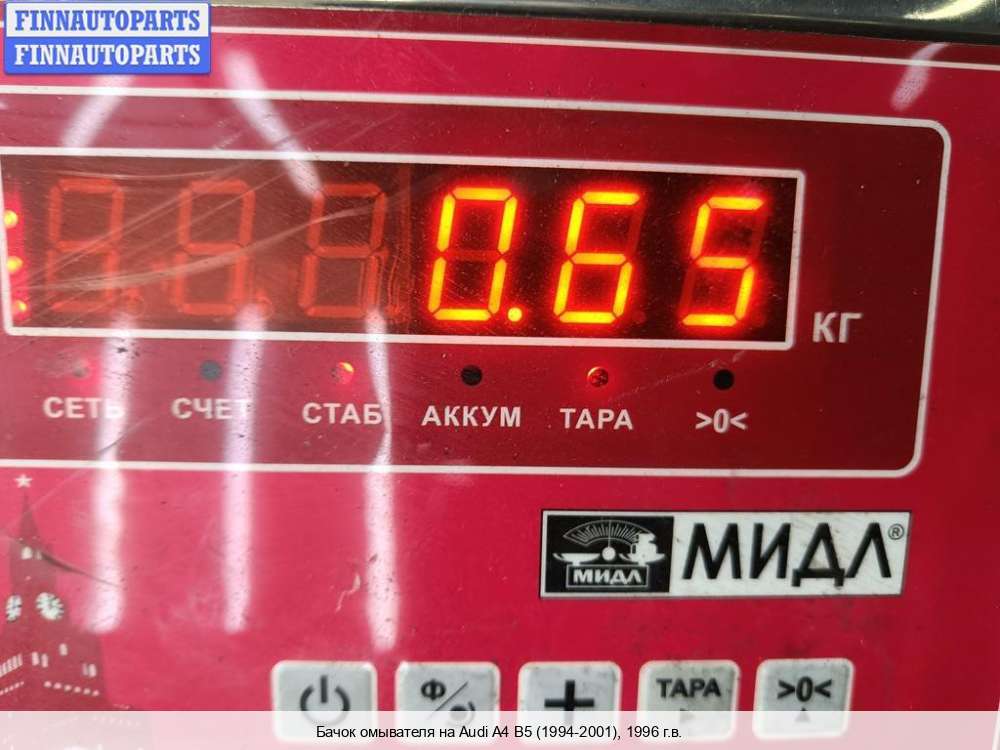 FINNAUTOPARTS
FINNAUTOPARTS
0.65
КГ
СЕТЬ СЧЕТ СТАБ АККУМ ТАРА >0<
МИДЛ МИДЛ®
Ф ТАРА >0<
Бачок омывателя на Audi A4 B5 (1994-2001), 1996 г.в.